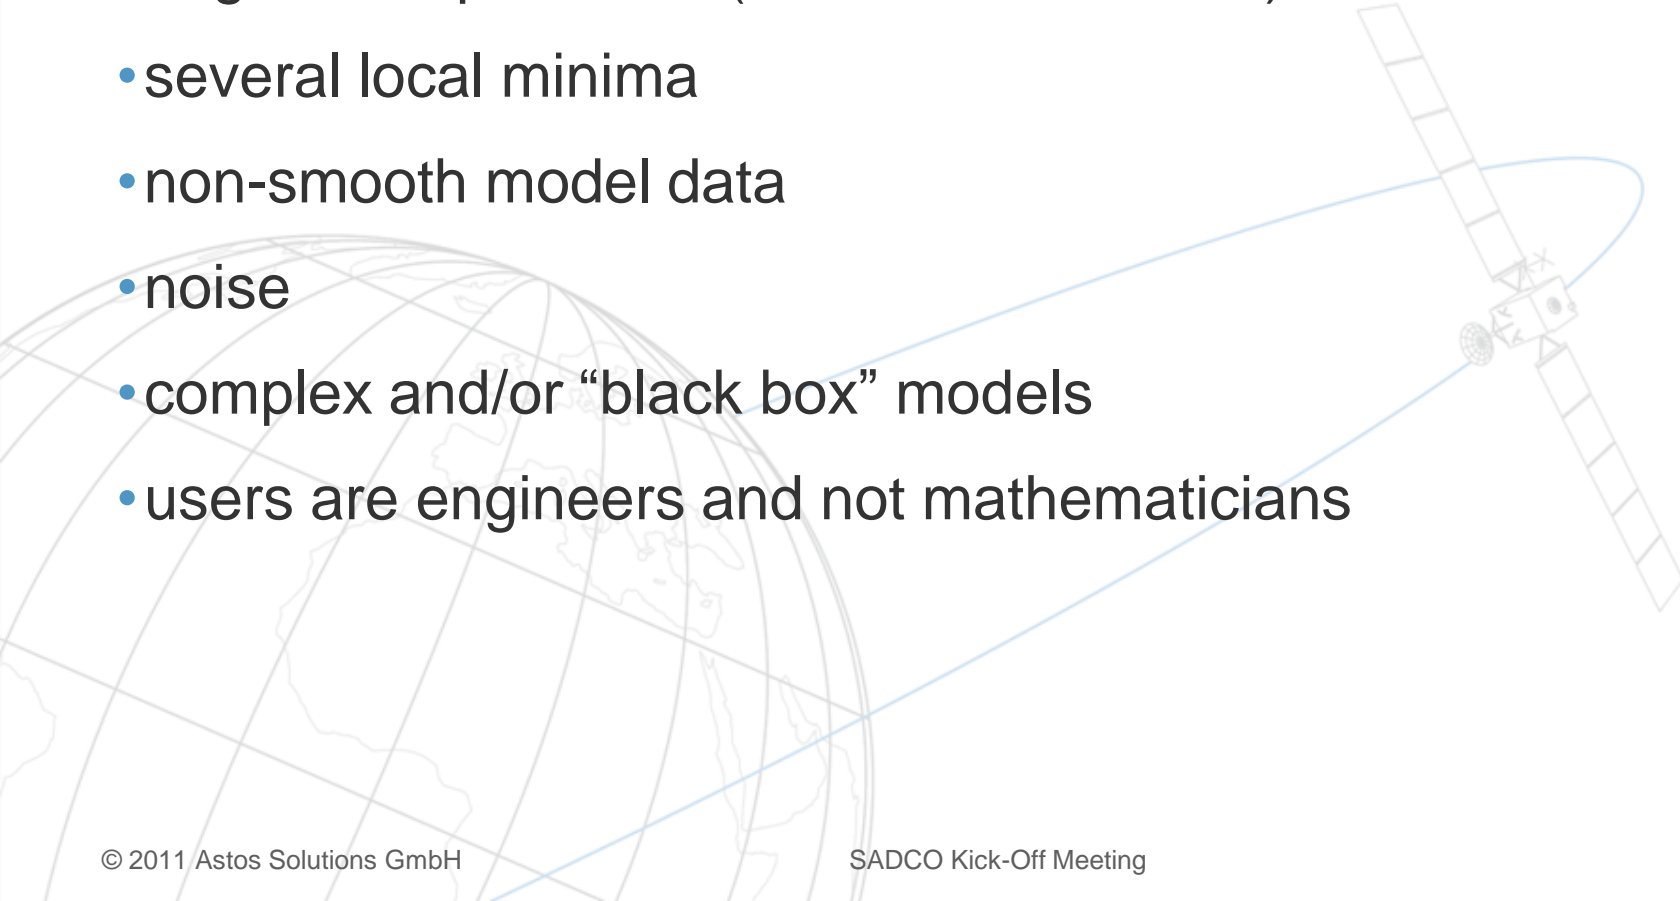 •several local minima
•non-smooth model data
•noise
•complex and/or “black box” models
•users are engineers and not mathematicians
© 2011 Astos Solutions GmbH
SADCO Kick-Off Meeting